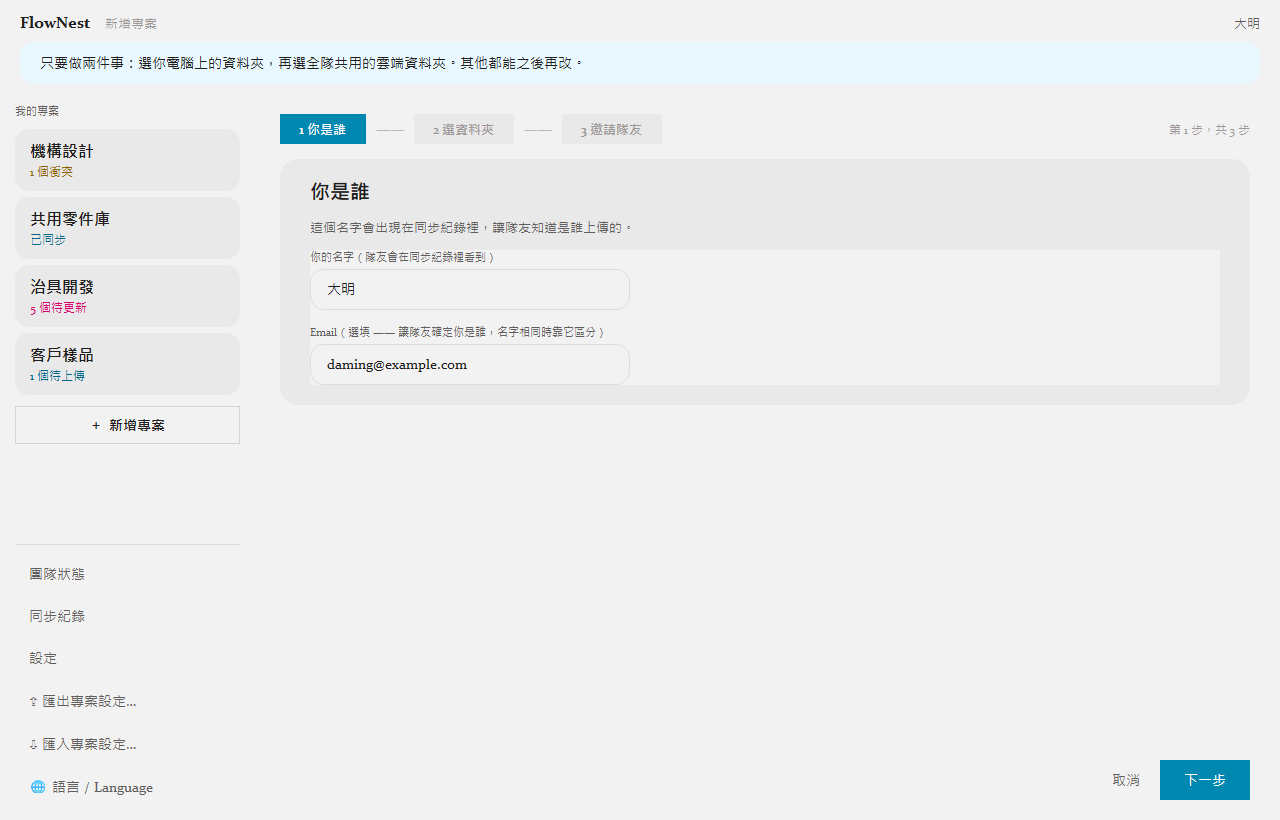 FlowNest 新增專案
大明
只要做兩件事：選你電腦上的資料夾，再選全隊共用的雲端資料夾。其他都能之後再改。
我的專案
機構設計
1 個衝突
共用零件庫
已同步
治具開發
5 個待更新
客戶樣品
1 個待上傳
+ 新增專案
團隊狀態
同步紀錄
設定
⇧ 匯出專案設定...
⇩ 匯入專案設定...
🌐 語言 / Language
1 你是誰 —— 2 選資料夾 —— 3 邀請隊友
第 1 步，共 3 步
你是誰
這個名字會出現在同步紀錄裡，讓隊友知道是誰上傳的。
你的名字（隊友會在同步紀錄裡看到）
大明
Email（選填 —— 讓隊友確定你是誰，名字相同時靠它區分）
daming@example.com
取消
下一步